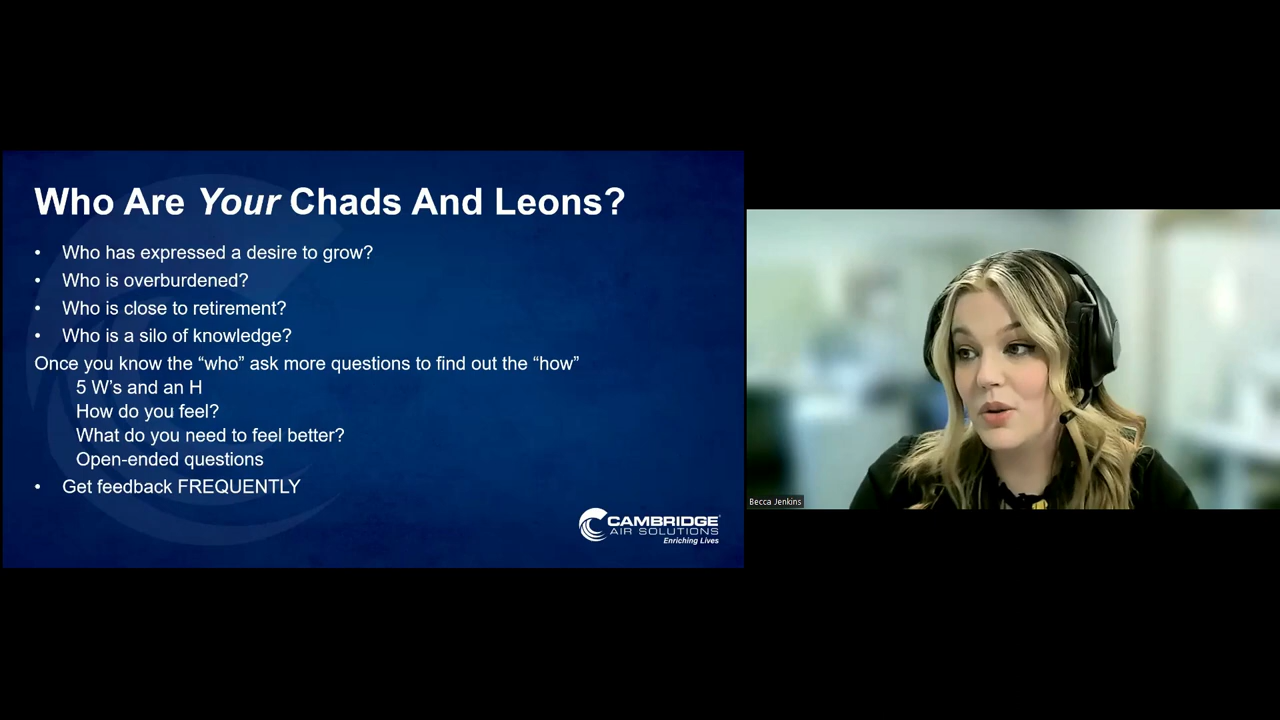 Who Are Your Chads And Leons?
• Who has expressed a desire to grow?
• Who is overburdened?
• Who is close to retirement?
• Who is a silo of knowledge?
Once you know the “who” ask more questions to find out the “how”
5 W’s and an H
How do you feel?
What do you need to feel better?
Open-ended questions
• Get feedback FREQUENTLY
CAMBRIDGE®
AIR SOLUTIONS
Enriching Lives
Becca Jenkins